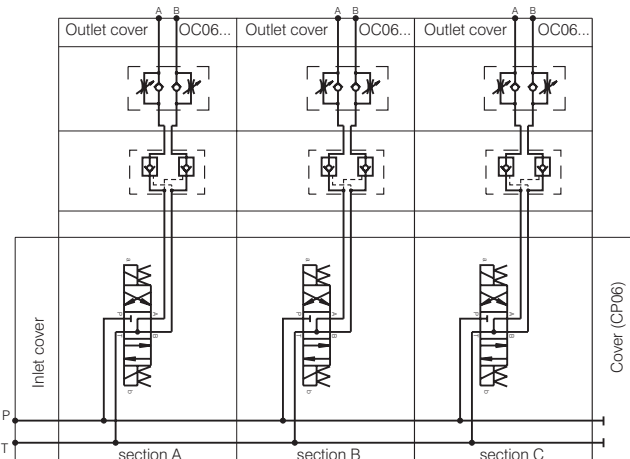 A B A B A B
Outlet cover OC06... Outlet cover OC06... Outlet cover OC06...
a a a
P A P A P A
T B T B T B
b b b
Inlet cover
Cover (CP06)
P
T
section A section B section C